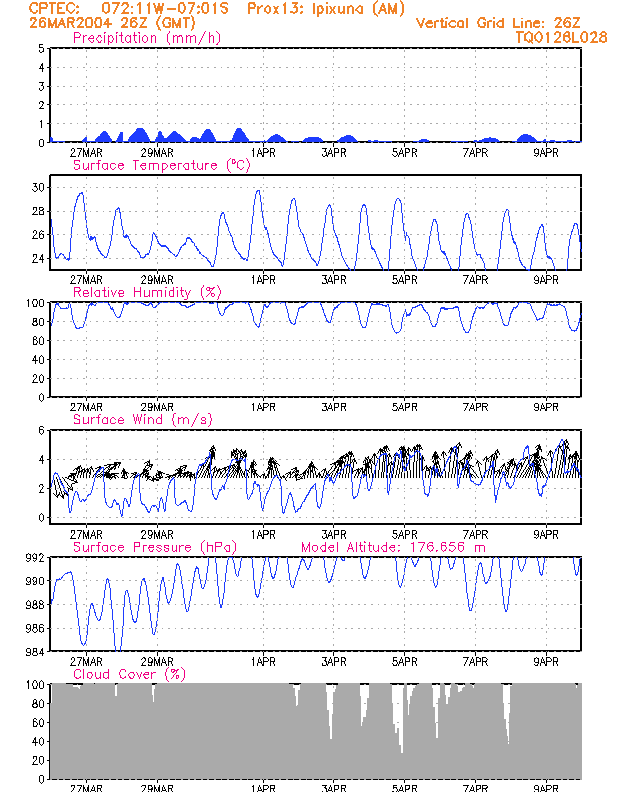 CPTEC: 072:11W-07:01S Prox13: Ipixuna (AM)
26MAR2004 26Z (GMT) Vertical Grid Line: 26Z
Precipitation (mm/h) TQ0126L028
5
4
3
2
1
0
27MAR 29MAR 1APR 3APR 5APR 7APR 9APR
Surface Temperature (°C)
30
28
26
24
27MAR 29MAR 1APR 3APR 5APR 7APR 9APR
Relative Humidity (%)
100
80
60
40
20
0
27MAR 29MAR 1APR 3APR 5APR 7APR 9APR
Surface Wind (m/s)
6
4
2
0
27MAR 29MAR 1APR 3APR 5APR 7APR 9APR
Surface Pressure (hPa) Model Altitude: 176.656 m
992
990
988
986
984
27MAR 29MAR 1APR 3APR 5APR 7APR 9APR
Cloud Cover (%)
100
80
60
40
20
0
27MAR 29MAR 1APR 3APR 5APR 7APR 9APR